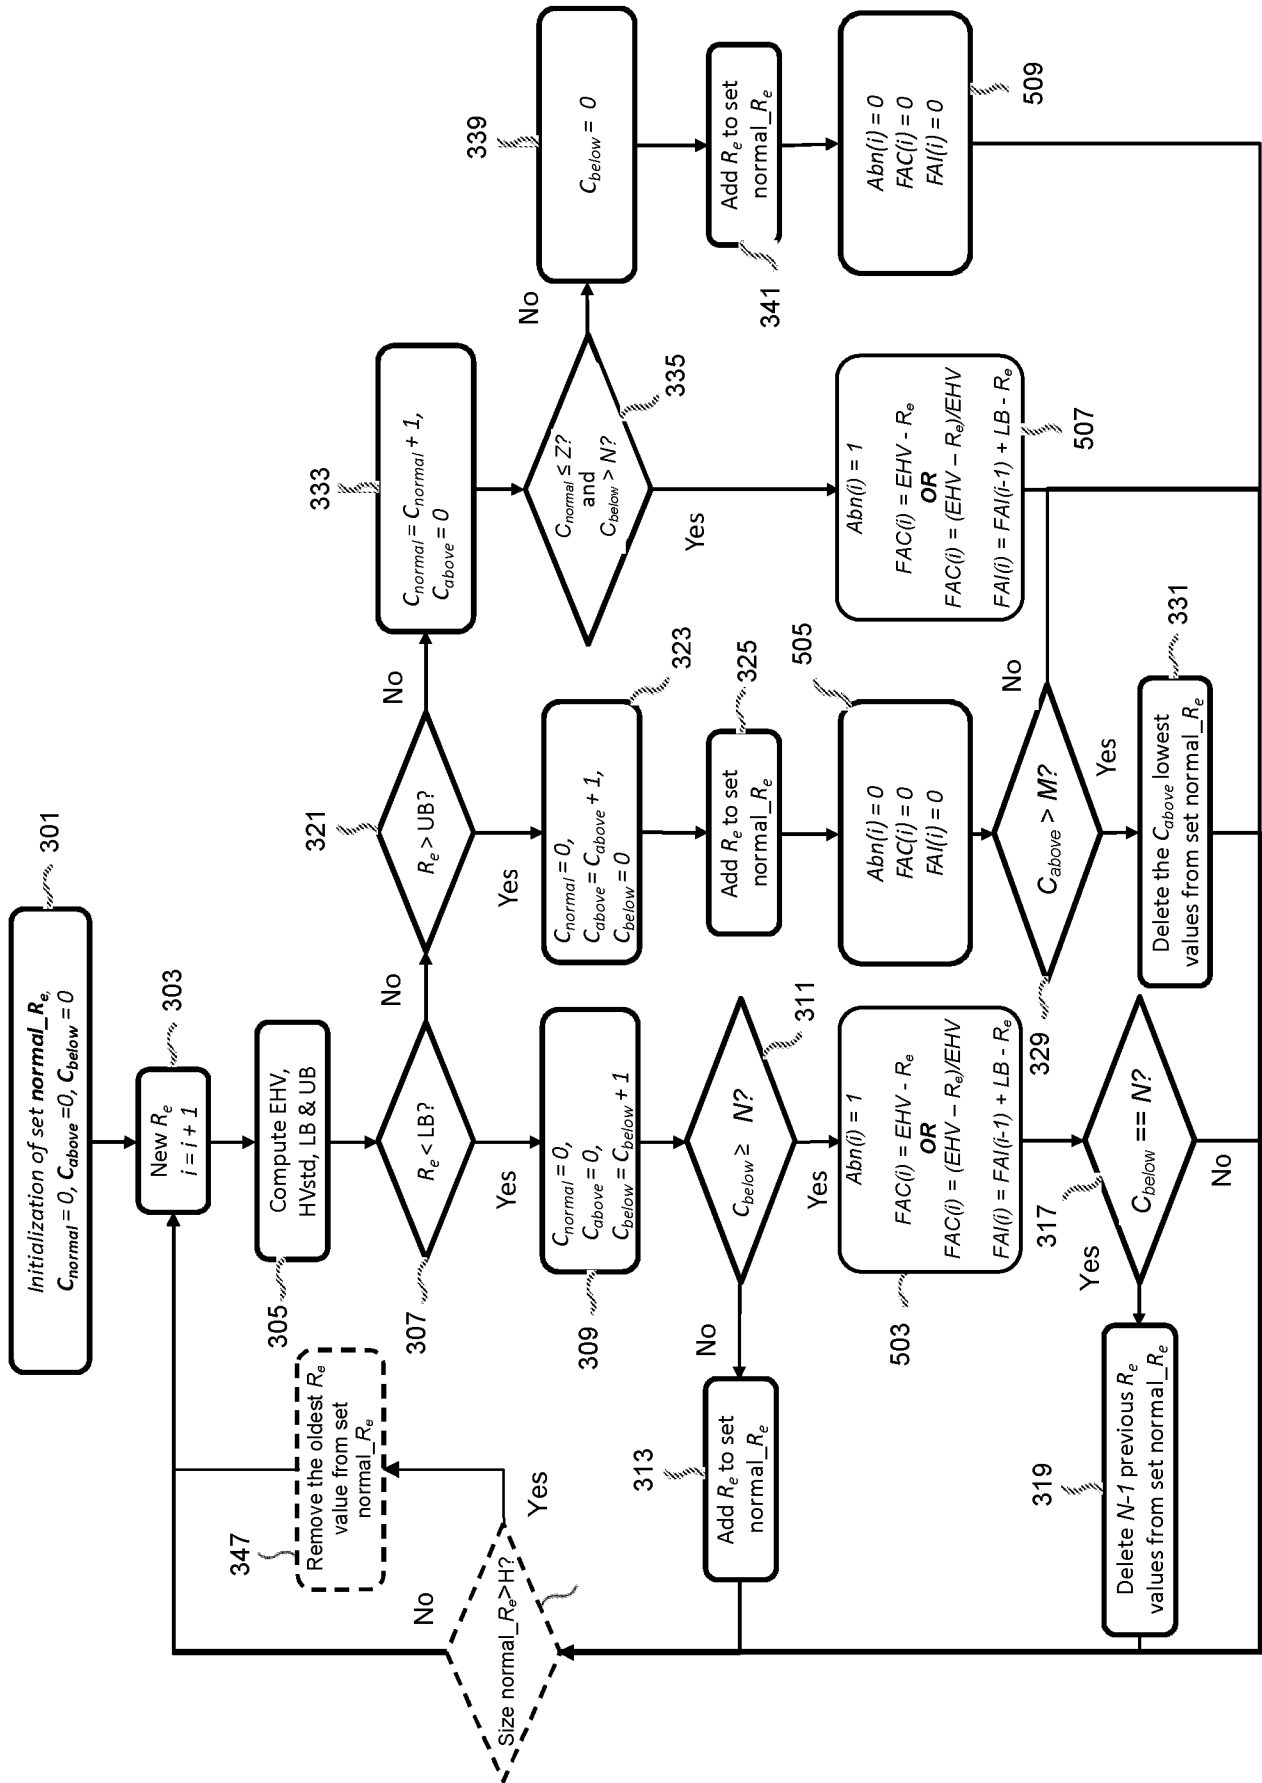 301
Initialization of set normal_Re,
Cnormal = 0, Cabove =0, Cbelow = 0
303
New Re
i = i + 1
305
Compute EHV,
HVstd, LB & UB
307
Re < LB?
No
Yes
321
Re > UB?
No
Yes
333
Cnormal = Cnormal + 1,
Cabove = 0
335
Cnormal ≤ Z?
and
Cbelow > N?
No
Yes
339
Cbelow = 0
341
Add Re to set
normal_Re
509
Abn(i) = 0
FAC(i) = 0
FAI(i) = 0
507
Abn(i) = 1
FAC(i) = EHV - Re
OR
FAC(i) = (EHV – Re)/EHV
FAI(i) = FAI(i-1) + LB - Re
323
Cnormal = 0,
Cabove = Cabove + 1,
Cbelow = 0
325
Add Re to set
normal_Re
505
Abn(i) = 0
FAC(i) = 0
FAI(i) = 0
329
Cabove > M?
No
Yes
331
Delete the Cabove lowest
values from set normal_Re
309
Cnormal = 0,
Cabove = 0,
Cbelow = Cbelow + 1
311
Cbelow ≥ N?
No
Yes
313
Add Re to set
normal_Re
503
Abn(i) = 1
FAC(i) = EHV - Re
OR
FAC(i) = (EHV – Re)/EHV
FAI(i) = FAI(i-1) + LB - Re
317
Cbelow == N?
Yes
No
319
Delete N-1 previous Re
values from set normal_Re
Size normal_Re>H?
No
Yes
347
Remove the oldest Re
value from set
normal_Re